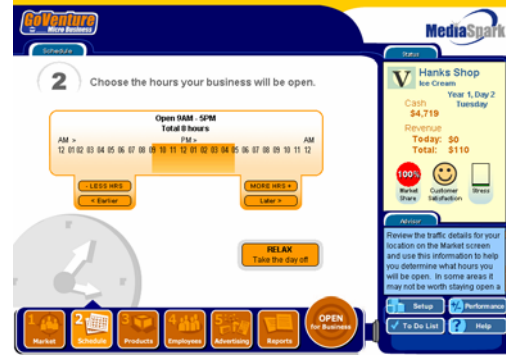 GoVenture
Micro Business
MediaSpark
Schedule
2 Choose the hours your business will be open.
Open 9AM - 5PM
Total 8 hours
AM > PM > AM
12 01 02 03 04 05 06 07 08 09 10 11 12 01 02 03 04 05 06 07 08 09 10 11 12
- LESS HRS
MORE HRS +
< Earlier
Later >
RELAX
Take the day off
Status
V Hanks Shop
Ice Cream
Year 1, Day 2
Tuesday
Cash
$4,719
Revenue
Today: $0
Total: $110
100%
Market Share
Customer Satisfaction
Stress
Advisor
Review the traffic details for your
location on the Market screen
and use this information to help
you determine what hours you
will be open. In some areas it
may not be worth staying open a
Setup
+/- Performance
To Do List
? Help
1 Market
2 Schedule
3 Products
4 Employees
5 Advertising
Reports
OPEN
for Business